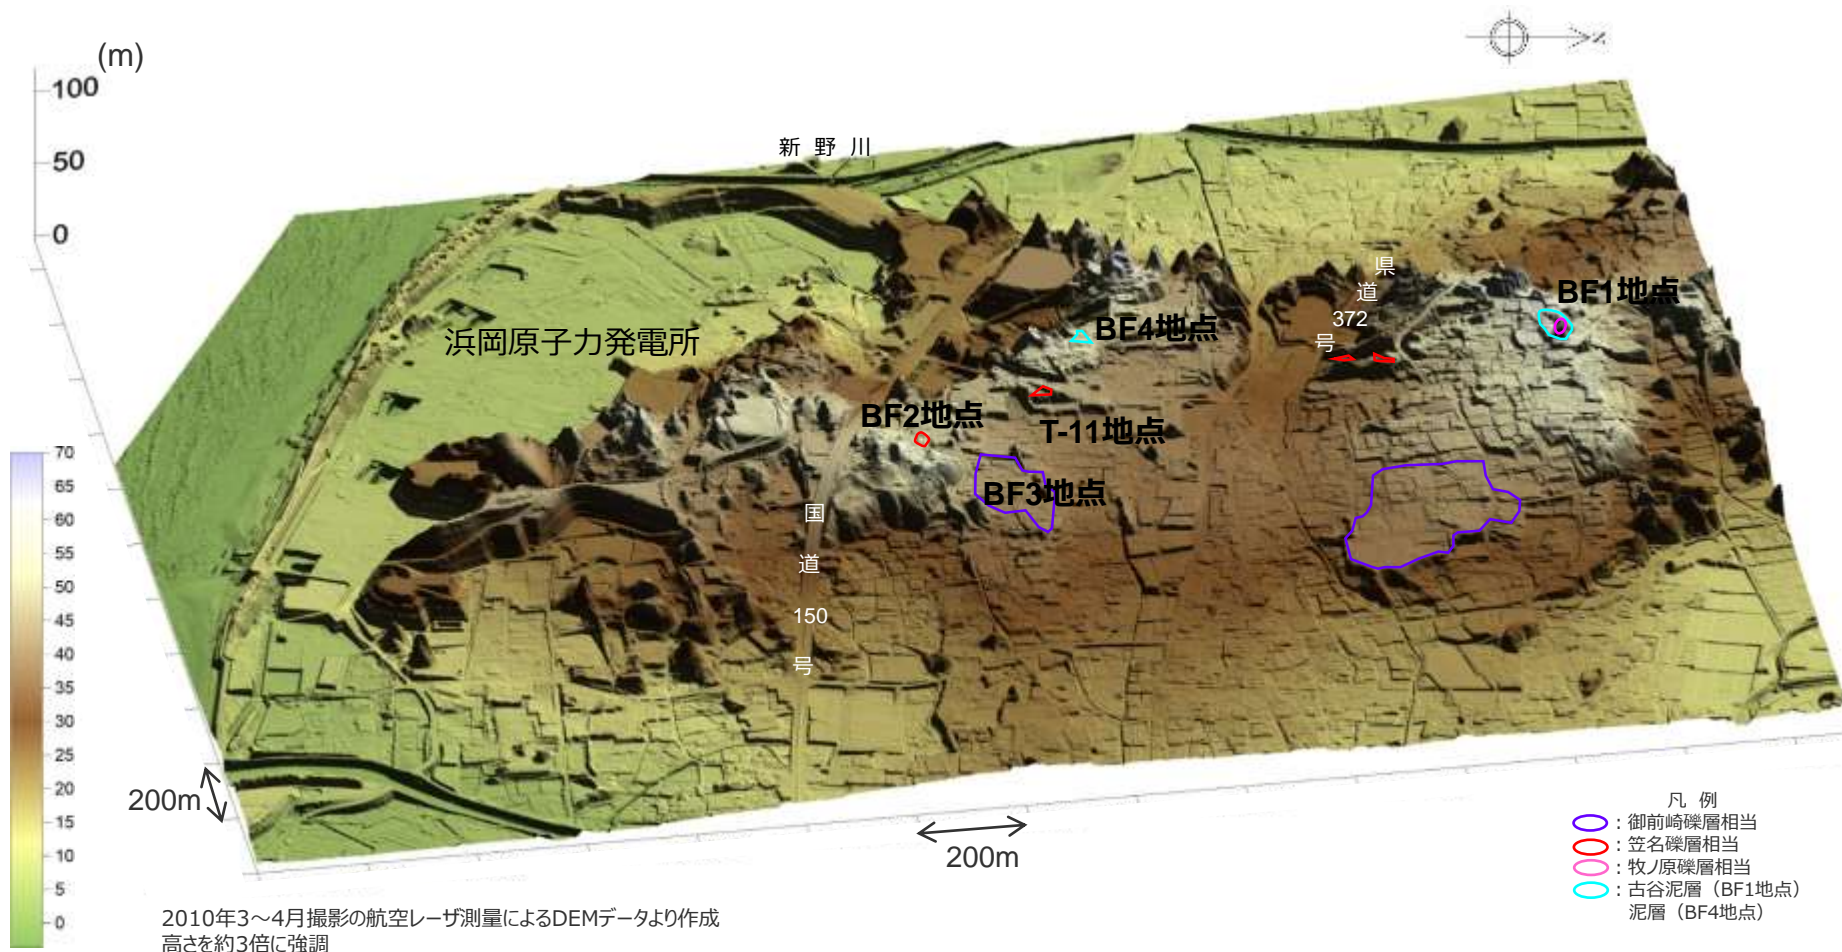 (m)
100
50
0
新野川
浜岡原子力発電所
県道372号
BF1地点
BF4地点
BF2地点
T-11地点
BF3地点
国道150号
70
65
60
55
50
45
40
35
30
25
20
15
10
5
0
200m
200m
凡 例
：御前崎礫層相当
：笠名礫層相当
：牧ノ原礫層相当
：古谷泥層（BF1地点）
泥層（BF4地点）
2010年3～4月撮影の航空レーザ測量によるDEMデータより作成
高さを約3倍に強調